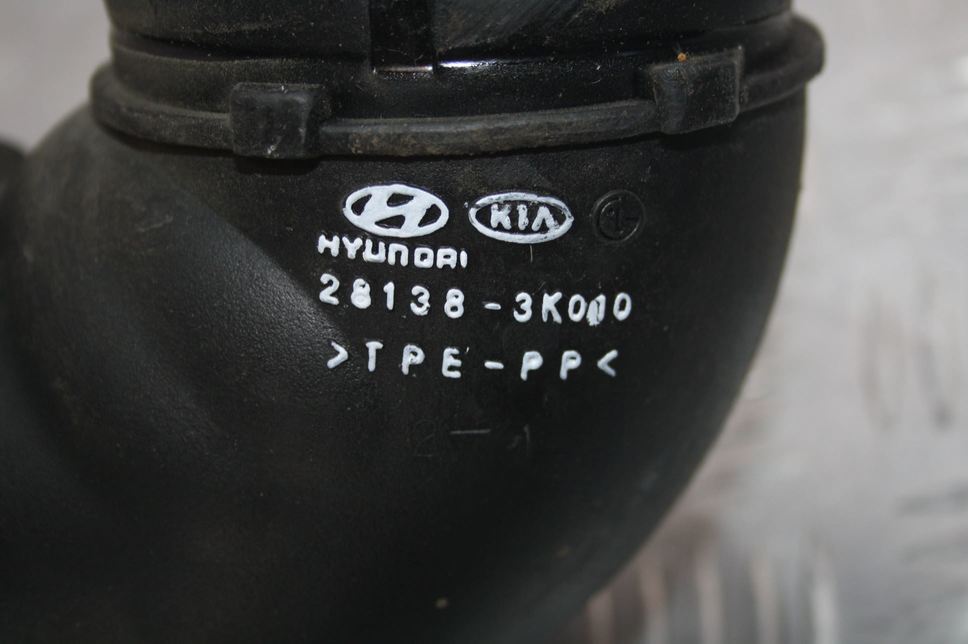 KIA
HYUNDAI
28138-3K010
>TPE-PP<